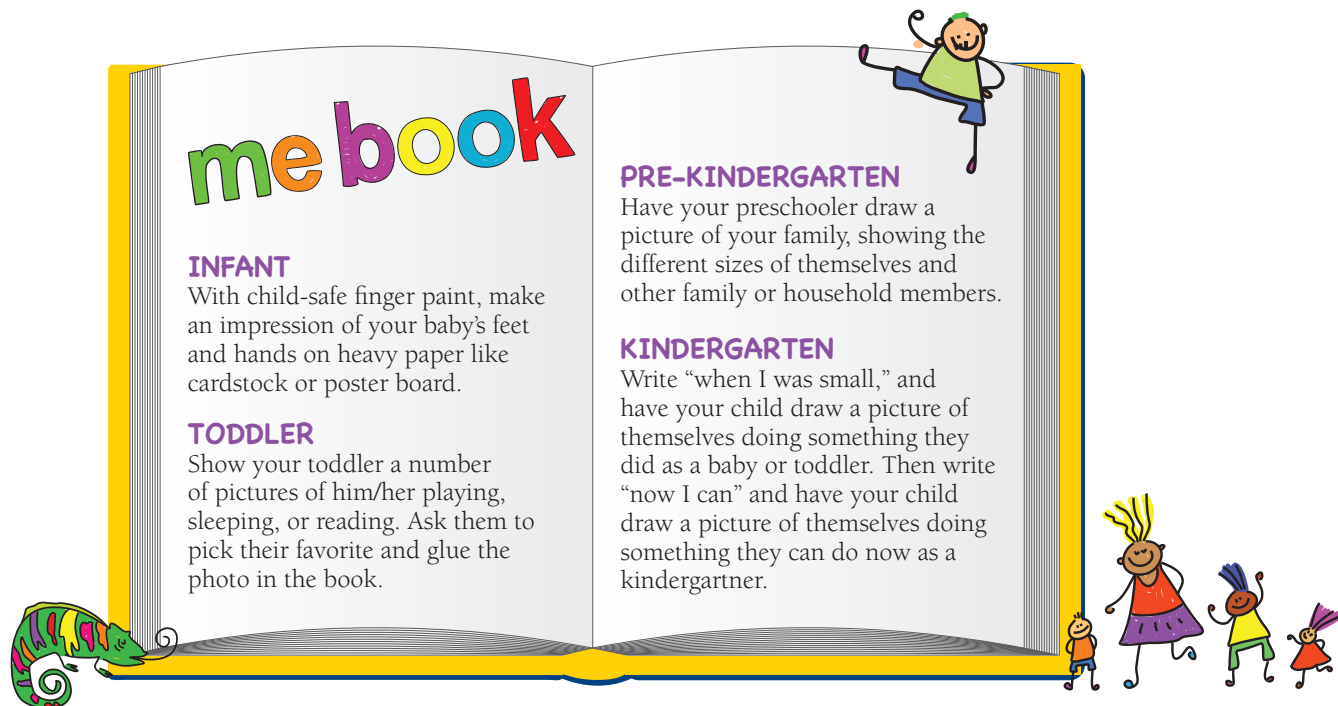 me book
INFANT
With child-safe finger paint, make
an impression of your baby's feet
and hands on heavy paper like
cardstock or poster board.
TODDLER
Show your toddler a number
of pictures of him/her playing,
sleeping, or reading. Ask them to
pick their favorite and glue the
photo in the book.
PRE-KINDERGARTEN
Have your preschooler draw a
picture of your family, showing the
different sizes of themselves and
other family or household members.
KINDERGARTEN
Write “when I was small,” and
have your child draw a picture of
themselves doing something they
did as a baby or toddler. Then write
“now I can” and have your child
draw a picture of themselves doing
something they can do now as a
kindergartner.